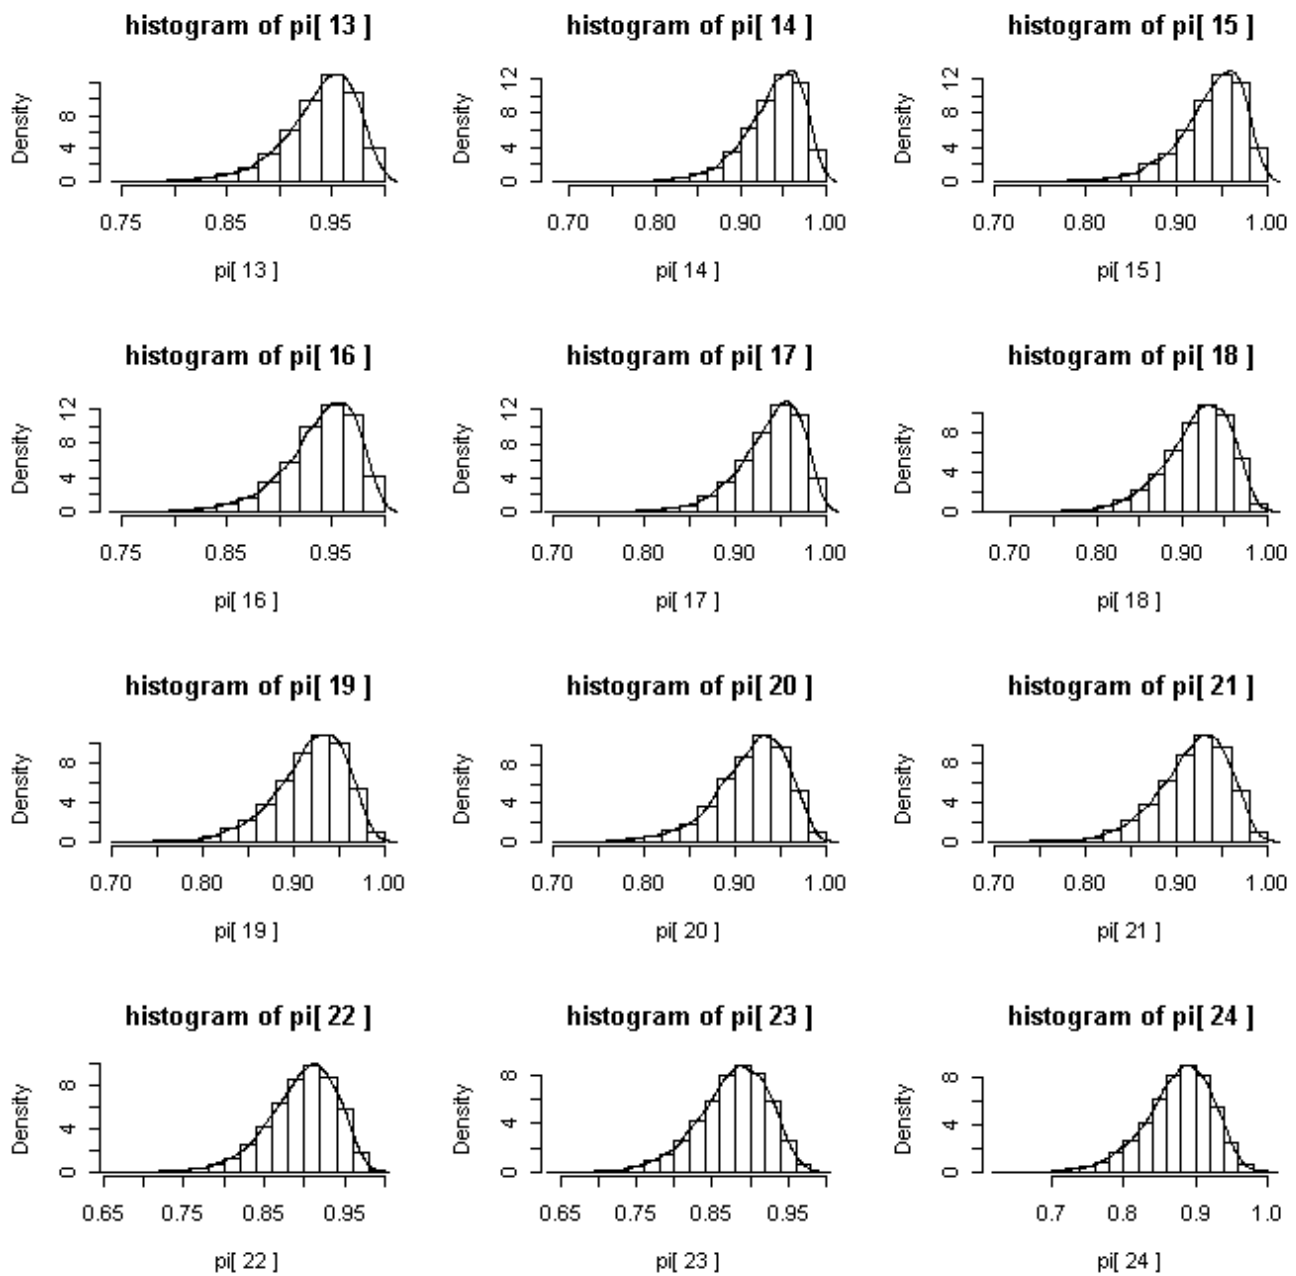 histogram of pi[ 13 ]
Density
0 4 8
0.75 0.85 0.95
pi[ 13 ]
histogram of pi[ 14 ]
Density
0 4 8 12
0.70 0.80 0.90 1.00
pi[ 14 ]
histogram of pi[ 15 ]
Density
0 4 8 12
0.70 0.80 0.90 1.00
pi[ 15 ]
histogram of pi[ 16 ]
Density
0 4 8 12
0.75 0.85 0.95
pi[ 16 ]
histogram of pi[ 17 ]
Density
0 4 8 12
0.70 0.80 0.90 1.00
pi[ 17 ]
histogram of pi[ 18 ]
Density
0 4 8
0.70 0.80 0.90 1.00
pi[ 18 ]
histogram of pi[ 19 ]
Density
0 4 8
0.70 0.80 0.90 1.00
pi[ 19 ]
histogram of pi[ 20 ]
Density
0 4 8
0.70 0.80 0.90 1.00
pi[ 20 ]
histogram of pi[ 21 ]
Density
0 4 8
0.70 0.80 0.90 1.00
pi[ 21 ]
histogram of pi[ 22 ]
Density
0 4 8
0.65 0.75 0.85 0.95
pi[ 22 ]
histogram of pi[ 23 ]
Density
0 4 8
0.65 0.75 0.85 0.95
pi[ 23 ]
histogram of pi[ 24 ]
Density
0 4 8
0.7 0.8 0.9 1.0
pi[ 24 ]